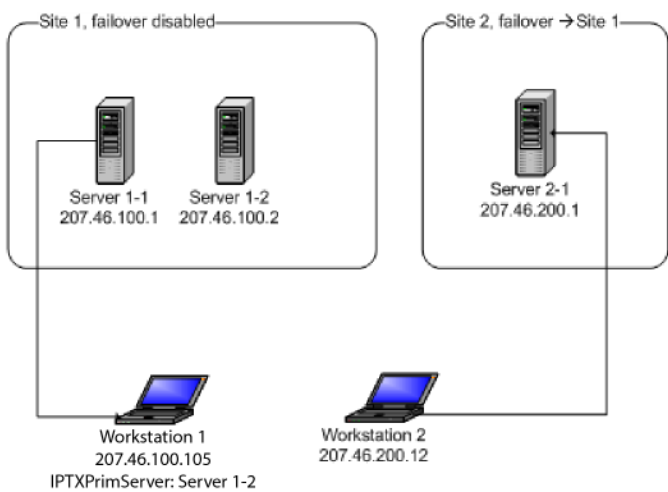 Site 1, failover disabled
Site 2, failover → Site 1
Server 1-1
207.46.100.1
Server 1-2
207.46.100.2
Server 2-1
207.46.200.1
Workstation 1
207.46.100.105
IPTXPrimServer: Server 1-2
Workstation 2
207.46.200.12